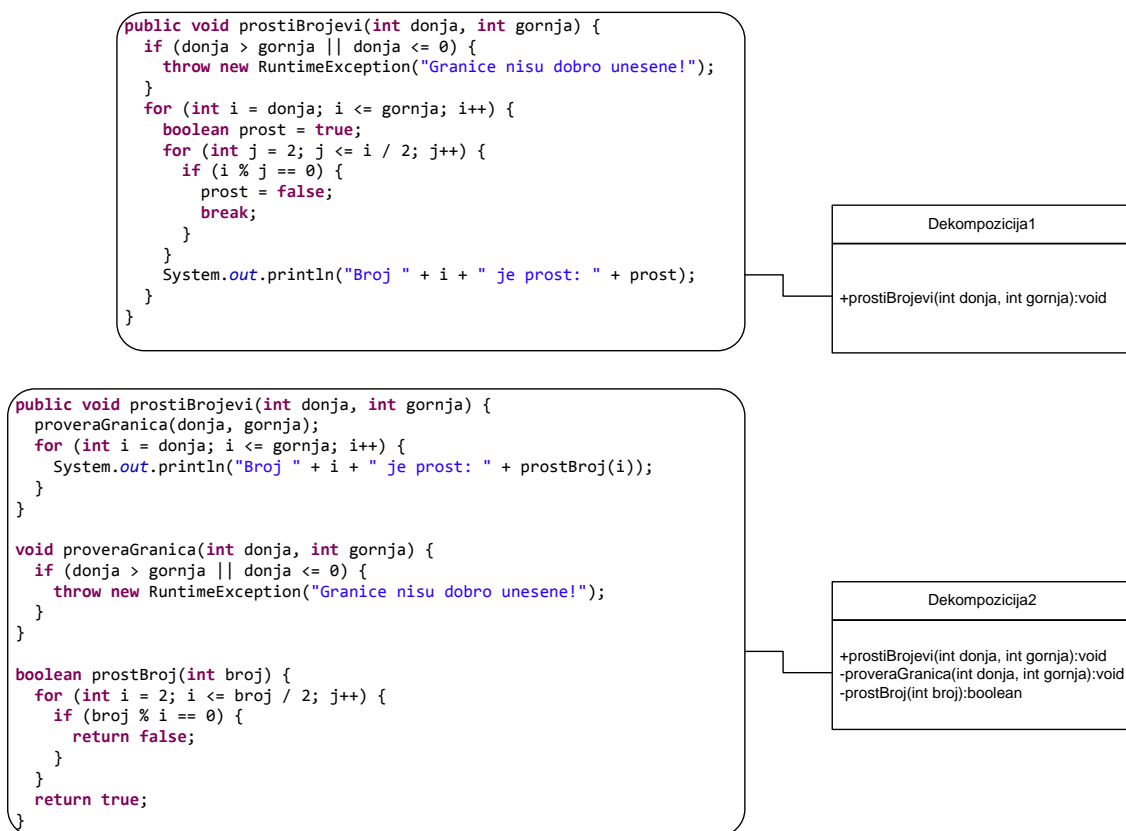 public void prostiBrojevi(int donja, int gornja) {
if (donja > gornja || donja <= 0) {
throw new RuntimeException("Granice nisu dobro unesene!");
}
for (int i = donja; i <= gornja; i++) {
boolean prost = true;
for (int j = 2; j <= i / 2; j++) {
if (i % j == 0) {
prost = false;
break;
}
}
System.out.println("Broj " + i + " je prost: " + prost);
}
}
Dekompozicija1
+prostiBrojevi(int donja, int gornja):void
public void prostiBrojevi(int donja, int gornja) {
proveraGranica(donja, gornja);
for (int i = donja; i <= gornja; i++) {
System.out.println("Broj " + i + " je prost: " + prostBroj(i));
}
}
void proveraGranica(int donja, int gornja) {
if (donja > gornja || donja <= 0) {
throw new RuntimeException("Granice nisu dobro unesene!");
}
}
boolean prostBroj(int broj) {
for (int i = 2; i <= broj / 2; j++) {
if (broj % i == 0) {
return false;
}
}
return true;
}
Dekompozicija2
+prostiBrojevi(int donja, int gornja):void
-proveraGranica(int donja, int gornja):void
-prostBroj(int broj):boolean